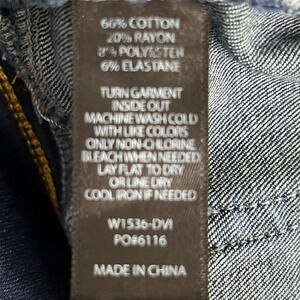 66% COTTON
20% RAYON
8% POLYESTER
6% ELASTANE
TURN GARMENT
INSIDE OUT
MACHINE WASH COLD
WITH LIKE COLORS
ONLY NON-CHLORINE
BLEACH WHEN NEEDED
LAY FLAT TO DRY
OR LINE DRY
COOL IRON IF NEEDED
W1536-DVI
PO#6116
MADE IN CHINA